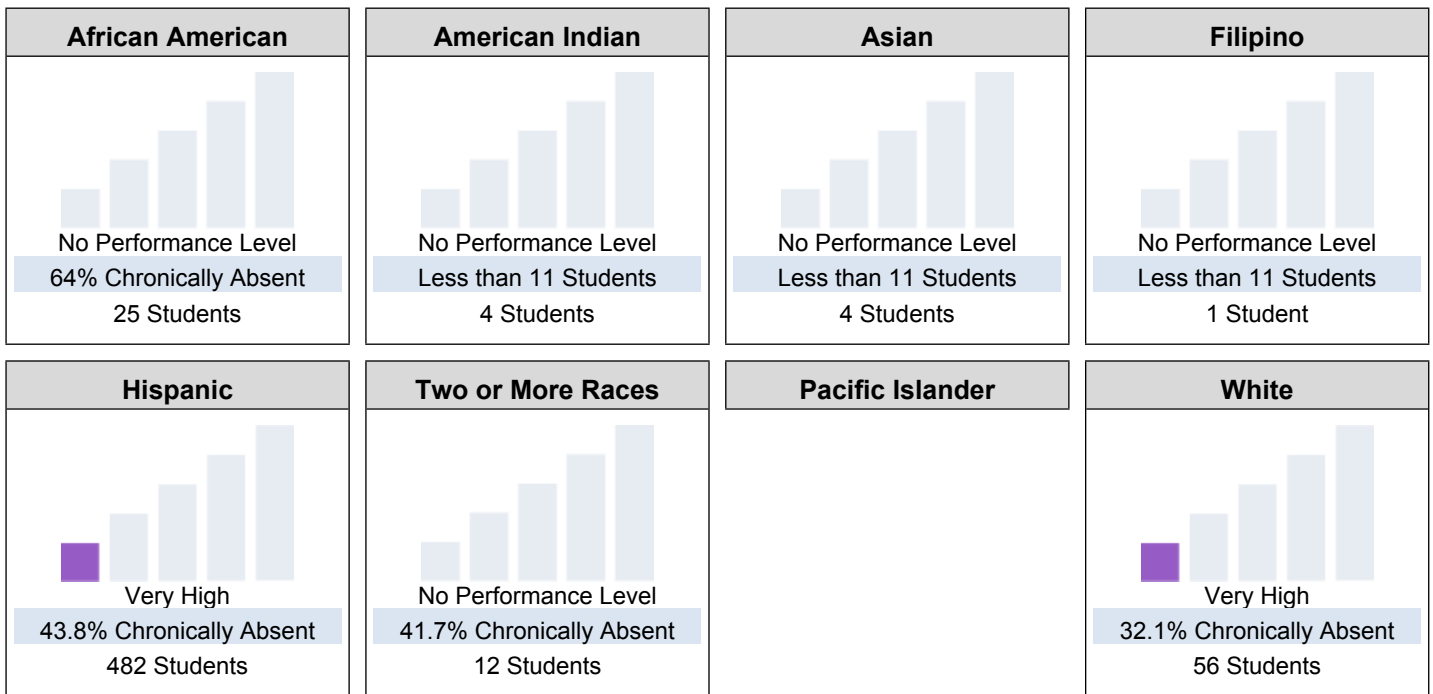 African American
No Performance Level
64% Chronically Absent
25 Students
American Indian
No Performance Level
Less than 11 Students
4 Students
Asian
No Performance Level
Less than 11 Students
4 Students
Filipino
No Performance Level
Less than 11 Students
1 Student
Hispanic
Very High
43.8% Chronically Absent
482 Students
Two or More Races
No Performance Level
41.7% Chronically Absent
12 Students
Pacific Islander
White
Very High
32.1% Chronically Absent
56 Students